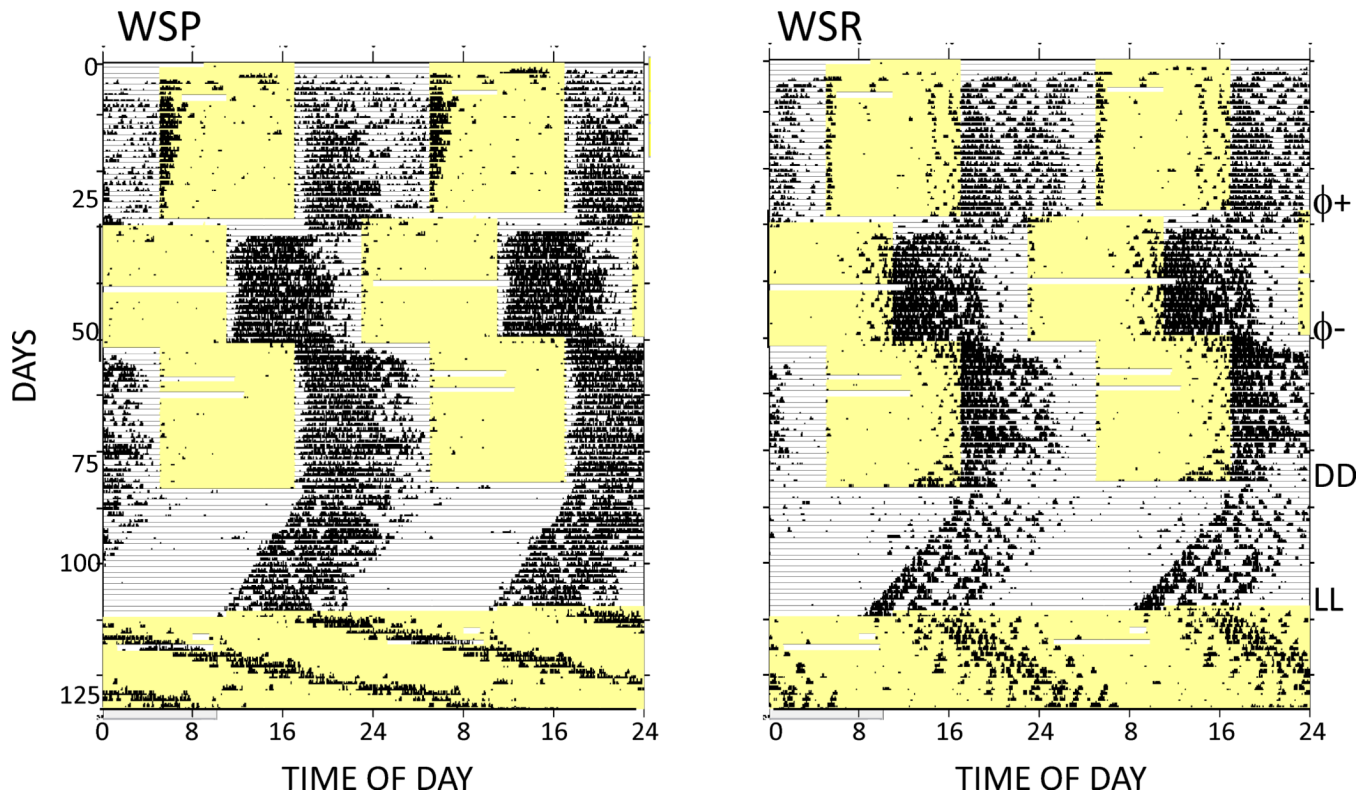 WSP
WSR
0
25
50
75
100
125
DAYS
ϕ+
ϕ-
DD
LL
0 8 16 24 8 16 24
0 8 16 24 8 16 24
TIME OF DAY
TIME OF DAY